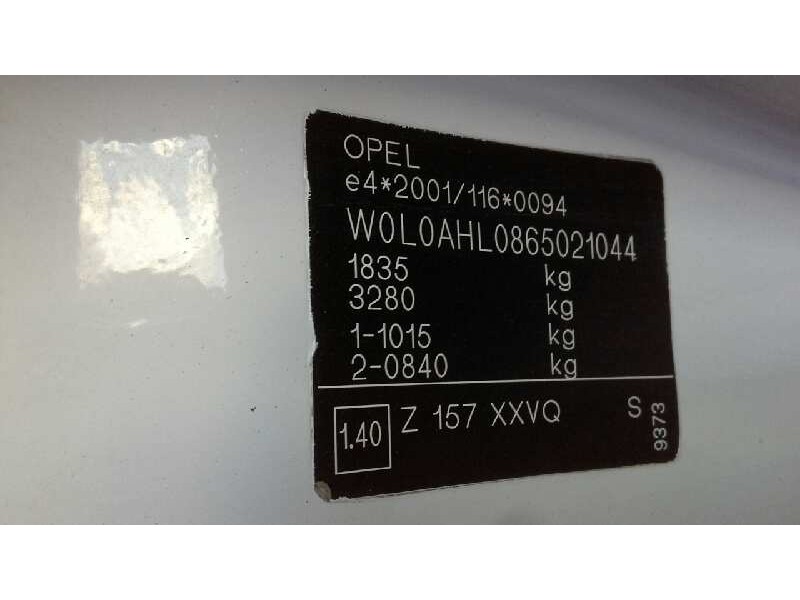 OPEL
e4*2001/116*0094
W0L0AHL0865021044
1835 kg
3280 kg
1-1015 kg
2-0840 kg
1.40 Z 157 XXVQ S 9373